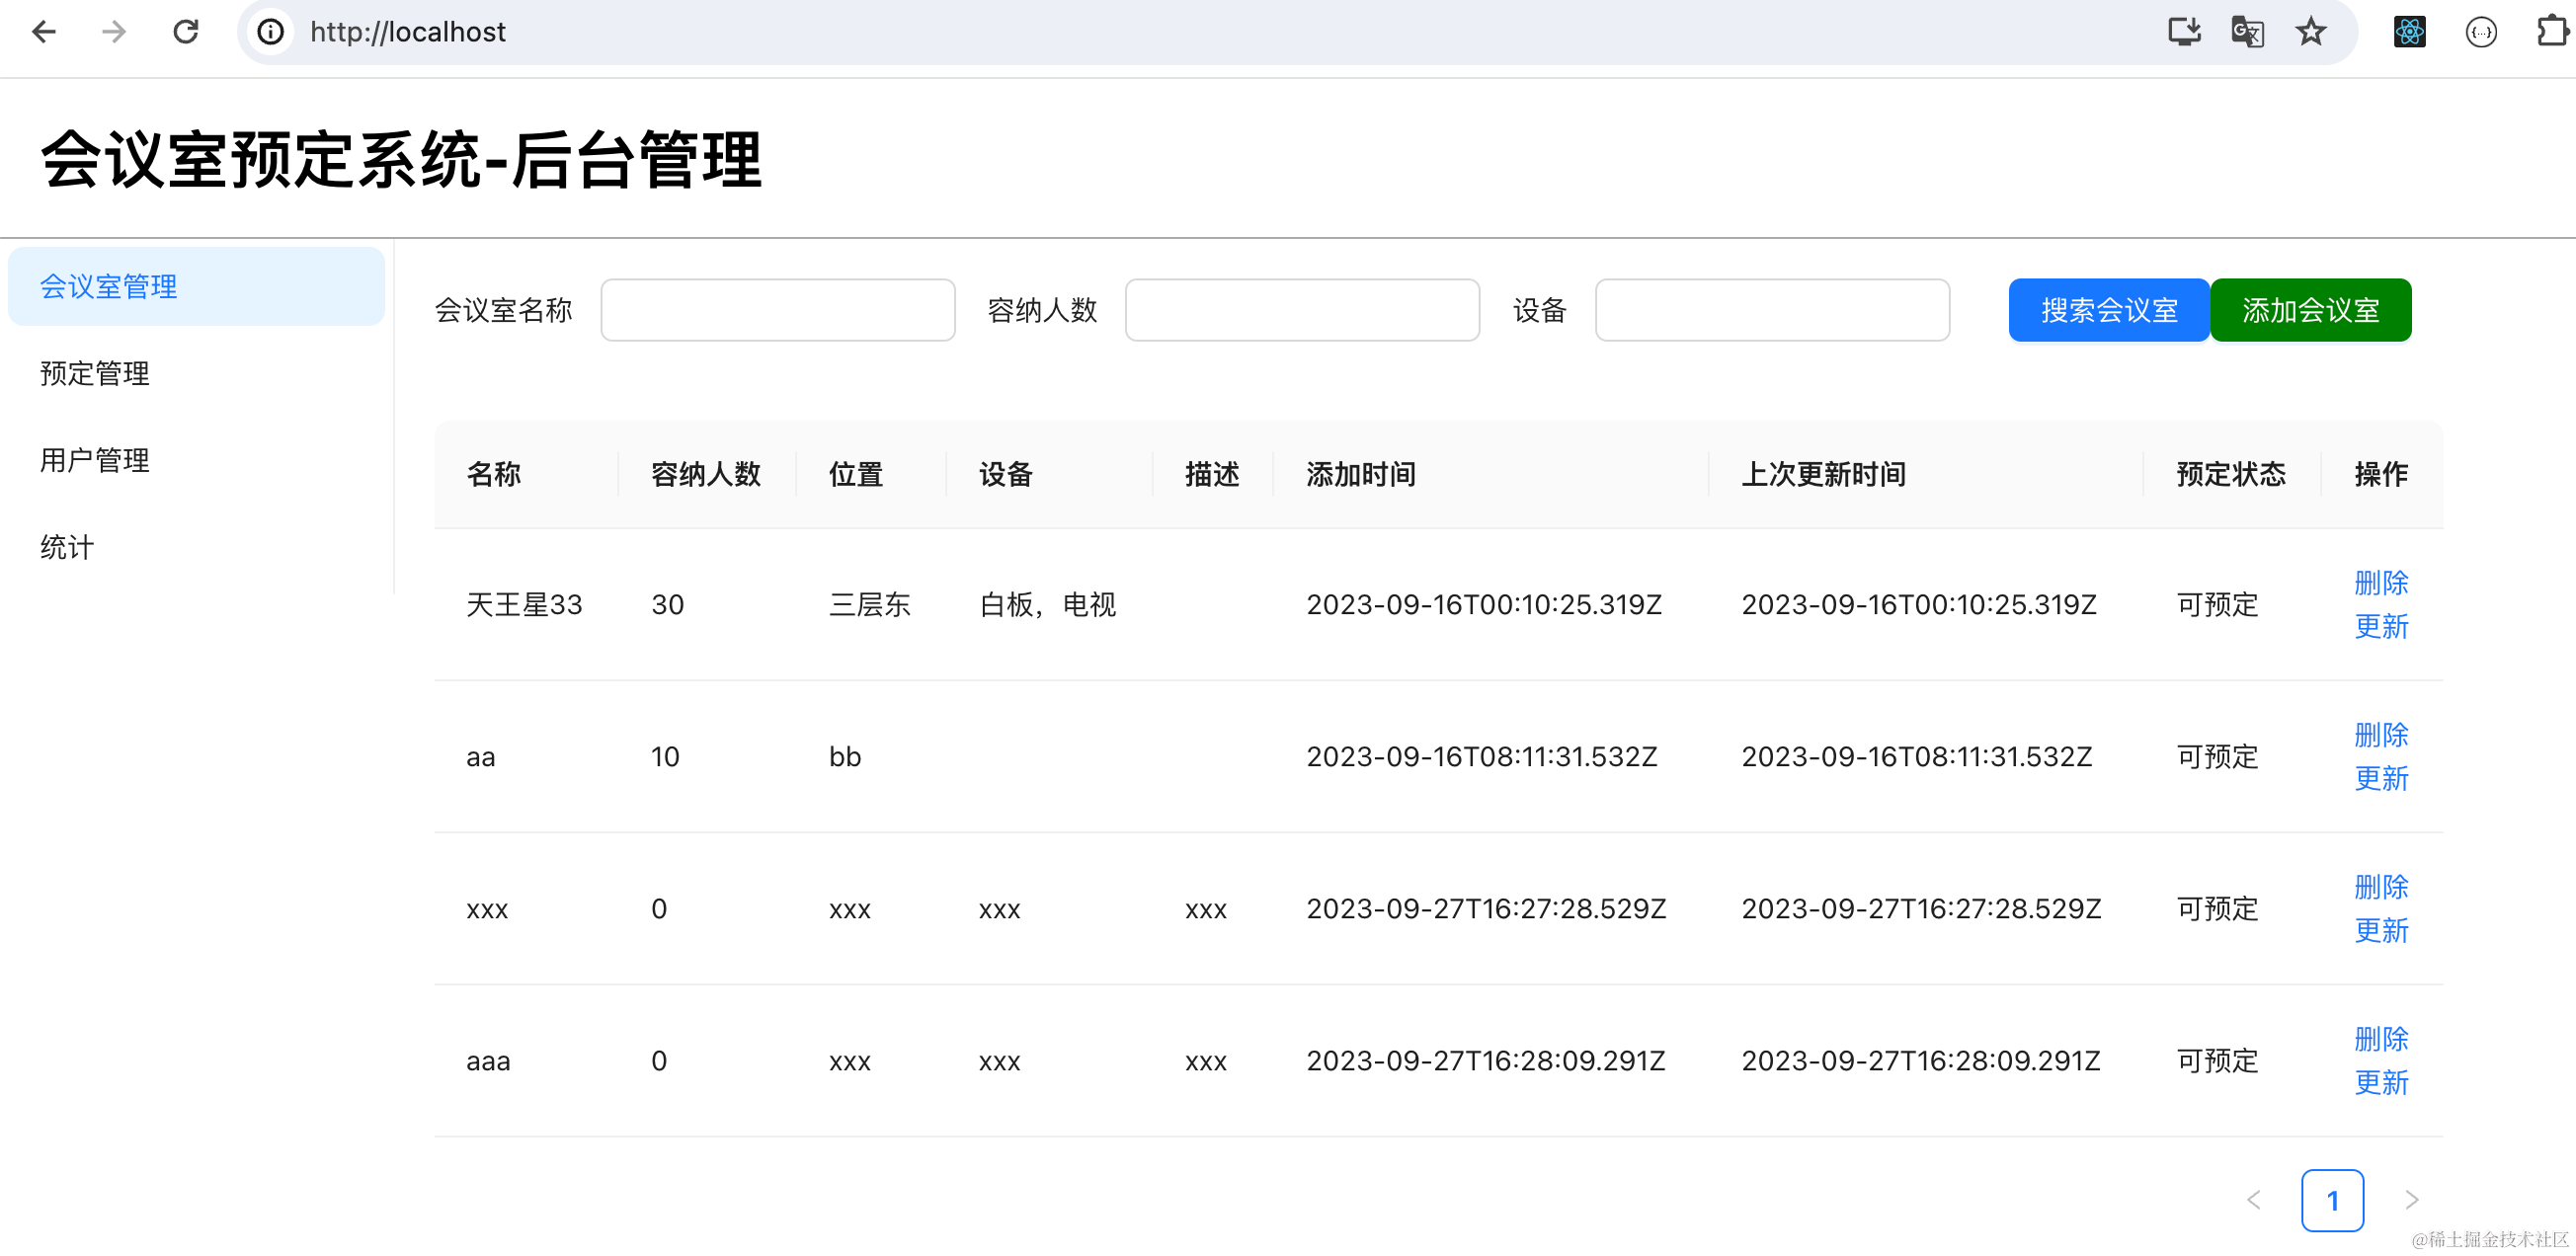 http://localhost
会议室预定系统-后台管理
会议室管理
预定管理
用户管理
统计
会议室名称 容纳人数 设备 搜索会议室 添加会议室
名称 容纳人数 位置 设备 描述 添加时间 上次更新时间 预定状态 操作
天王星33 30 三层东 白板，电视 2023-09-16T00:10:25.319Z 2023-09-16T00:10:25.319Z 可预定 删除
更新
aa 10 bb 2023-09-16T08:11:31.532Z 2023-09-16T08:11:31.532Z 可预定 删除
更新
xxx 0 xxx xxx xxx 2023-09-27T16:27:28.529Z 2023-09-27T16:27:28.529Z 可预定 删除
更新
aaa 0 xxx xxx xxx 2023-09-27T16:28:09.291Z 2023-09-27T16:28:09.291Z 可预定 删除
更新
1
@稀土掘金技术社区